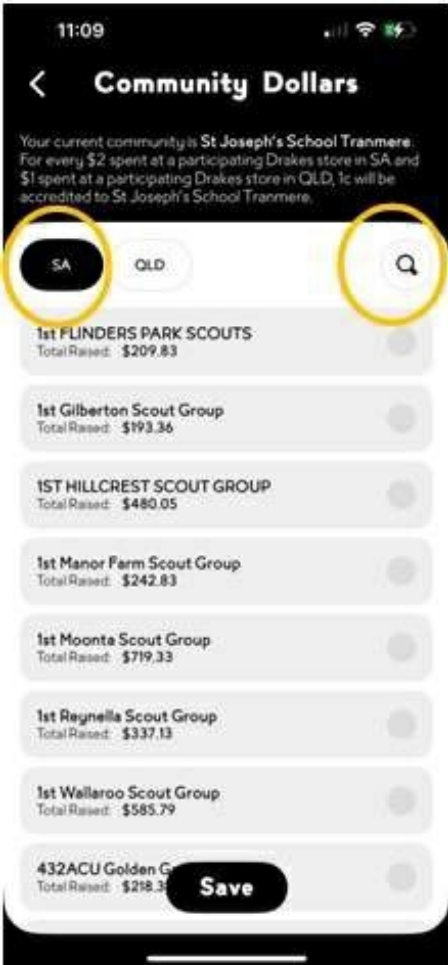 11:09
Community Dollars
Your current community is St Joseph's School Tranmere.
For every $2 spent at a participating Drakes store in SA and
$1 spent at a participating Drakes store in QLD, 1c will be
accredited to St Joseph's School Tranmere.
SA QLD
1st FLINDERS PARK SCOUTS
Total Raised: $209.83
1st Gilberton Scout Group
Total Raised: $193.36
1ST HILLCREST SCOUT GROUP
Total Raised: $480.05
1st Manor Farm Scout Group
Total Raised: $242.83
1st Moonta Scout Group
Total Raised: $719.33
1st Reynella Scout Group
Total Raised: $337.13
1st Wallaroo Scout Group
Total Raised: $585.79
432ACU Golden
Total Raised:
Save